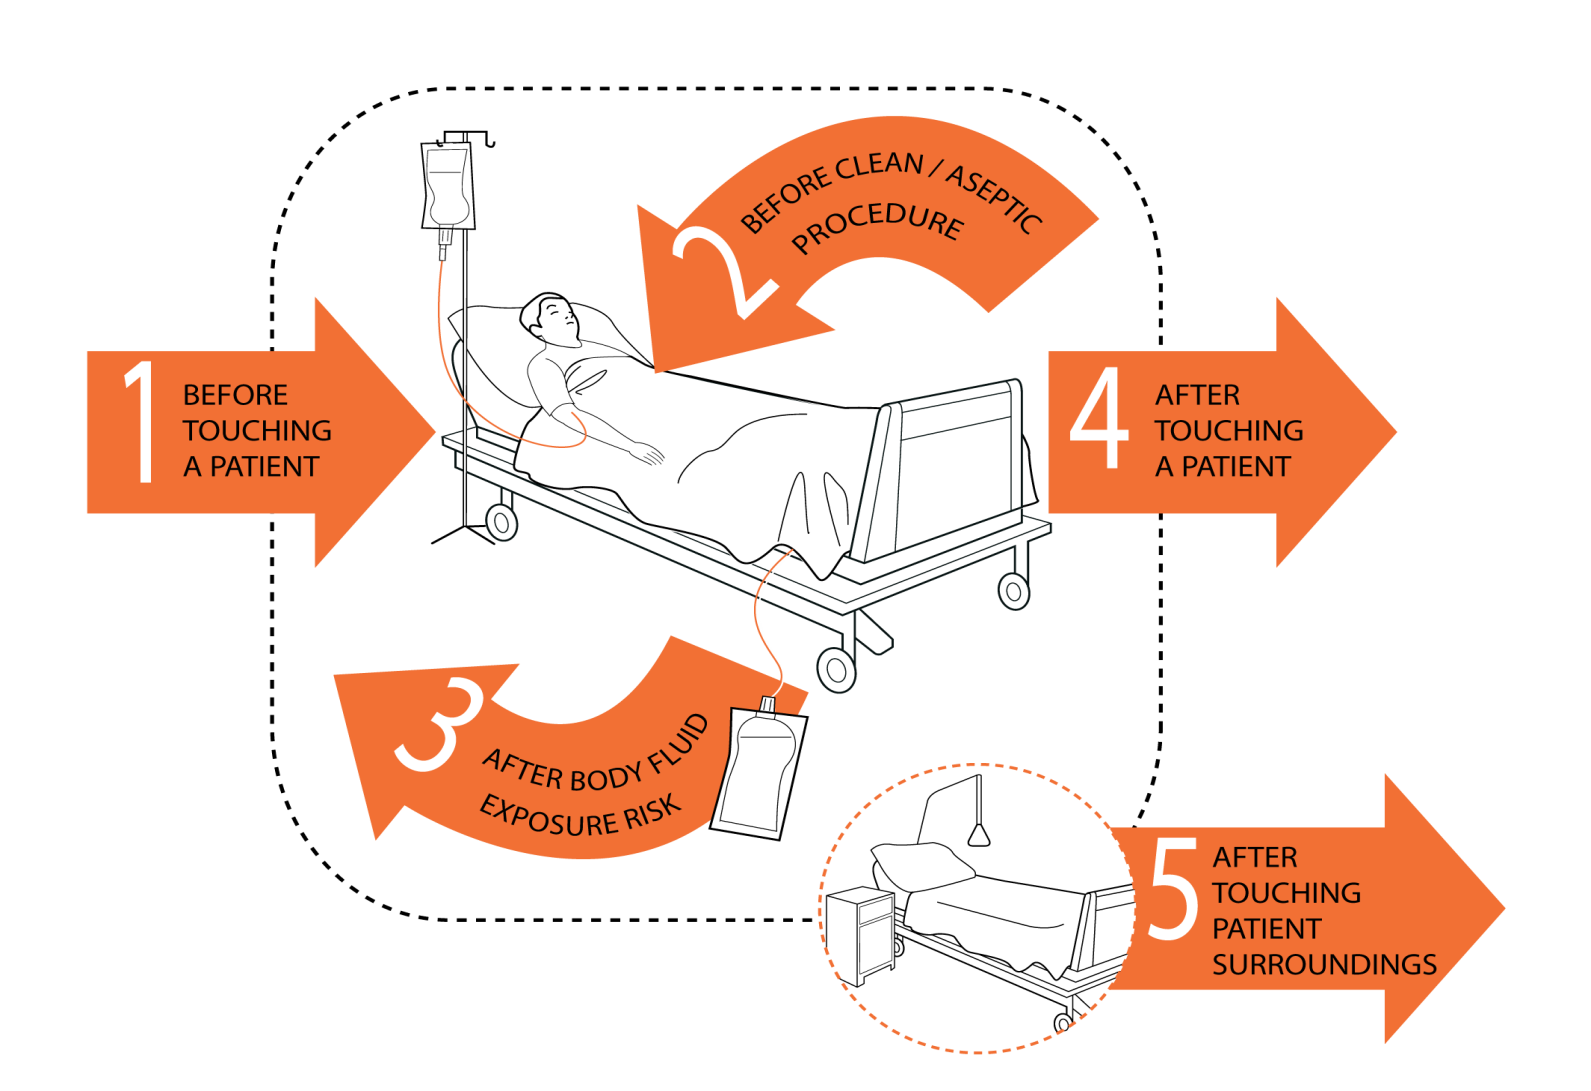 1
BEFORE
TOUCHING
A PATIENT
2
BEFORE CLEAN / ASEPTIC
PROCEDURE
3
AFTER BODY FLUID
EXPOSURE RISK
4
AFTER
TOUCHING
A PATIENT
5
AFTER
TOUCHING
PATIENT
SURROUNDINGS